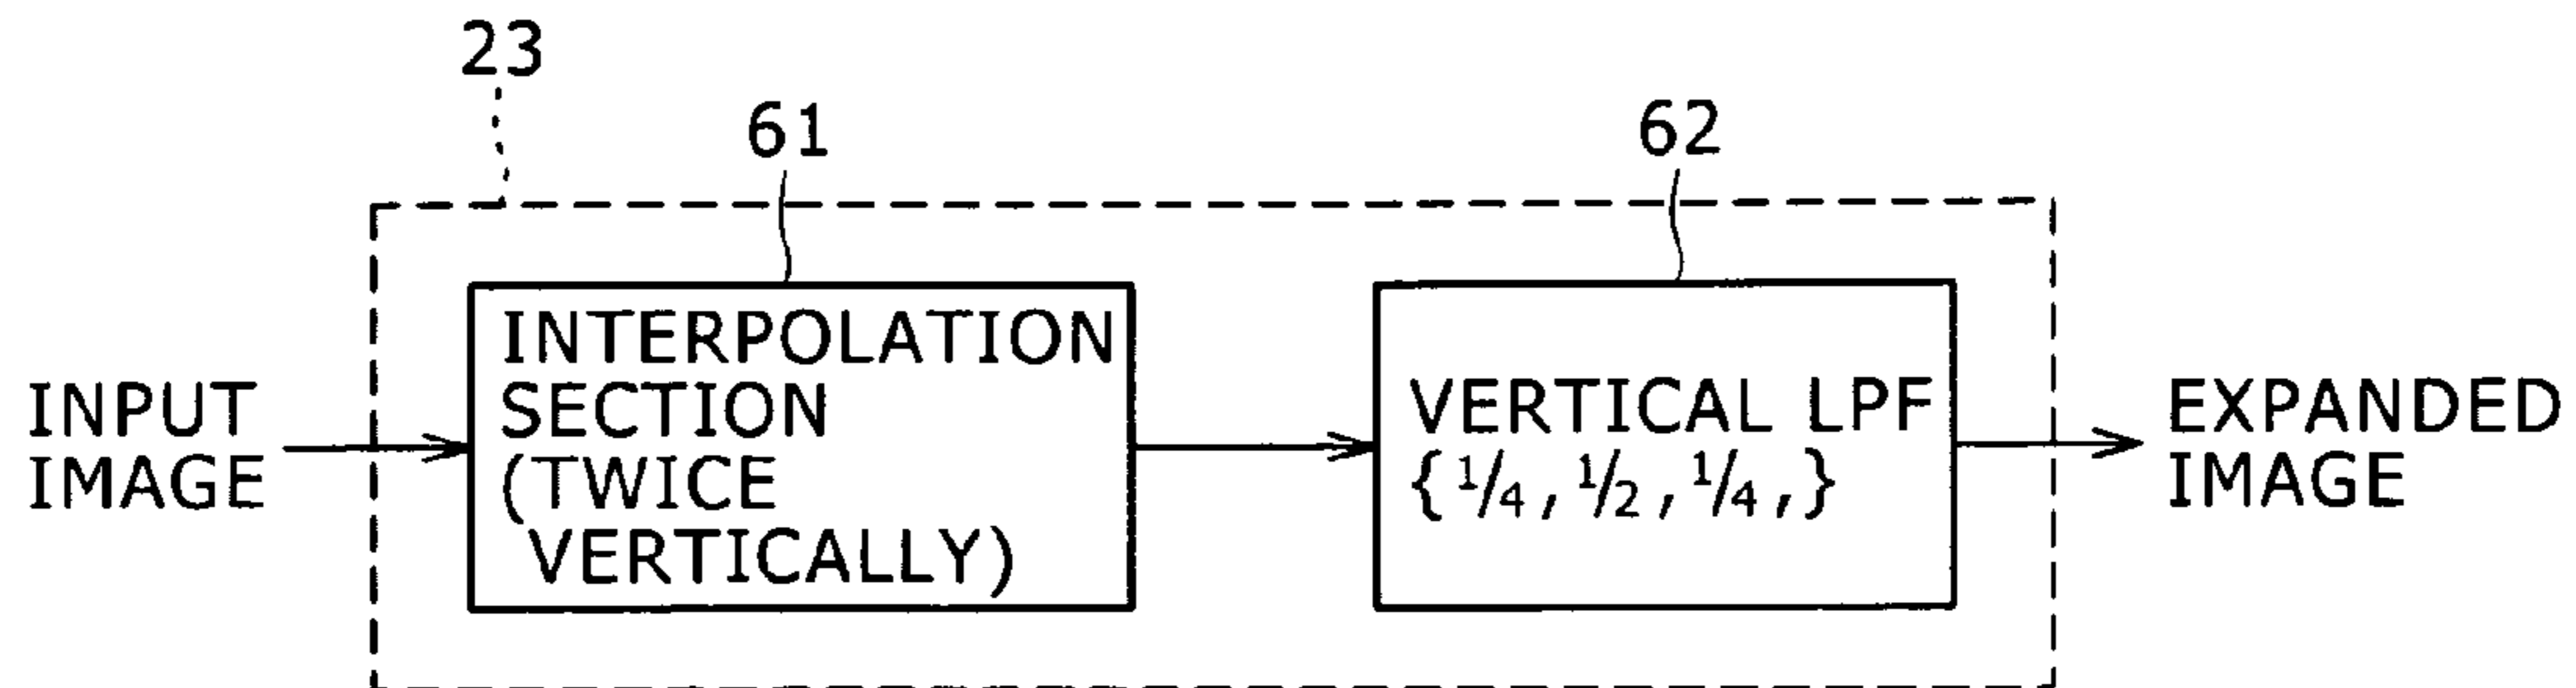 23
61
62
INPUT
IMAGE
INTERPOLATION
SECTION
(TWICE
VERTICALLY)
VERTICAL LPF
{1/4, 1/2, 1/4,}
EXPANDED
IMAGE